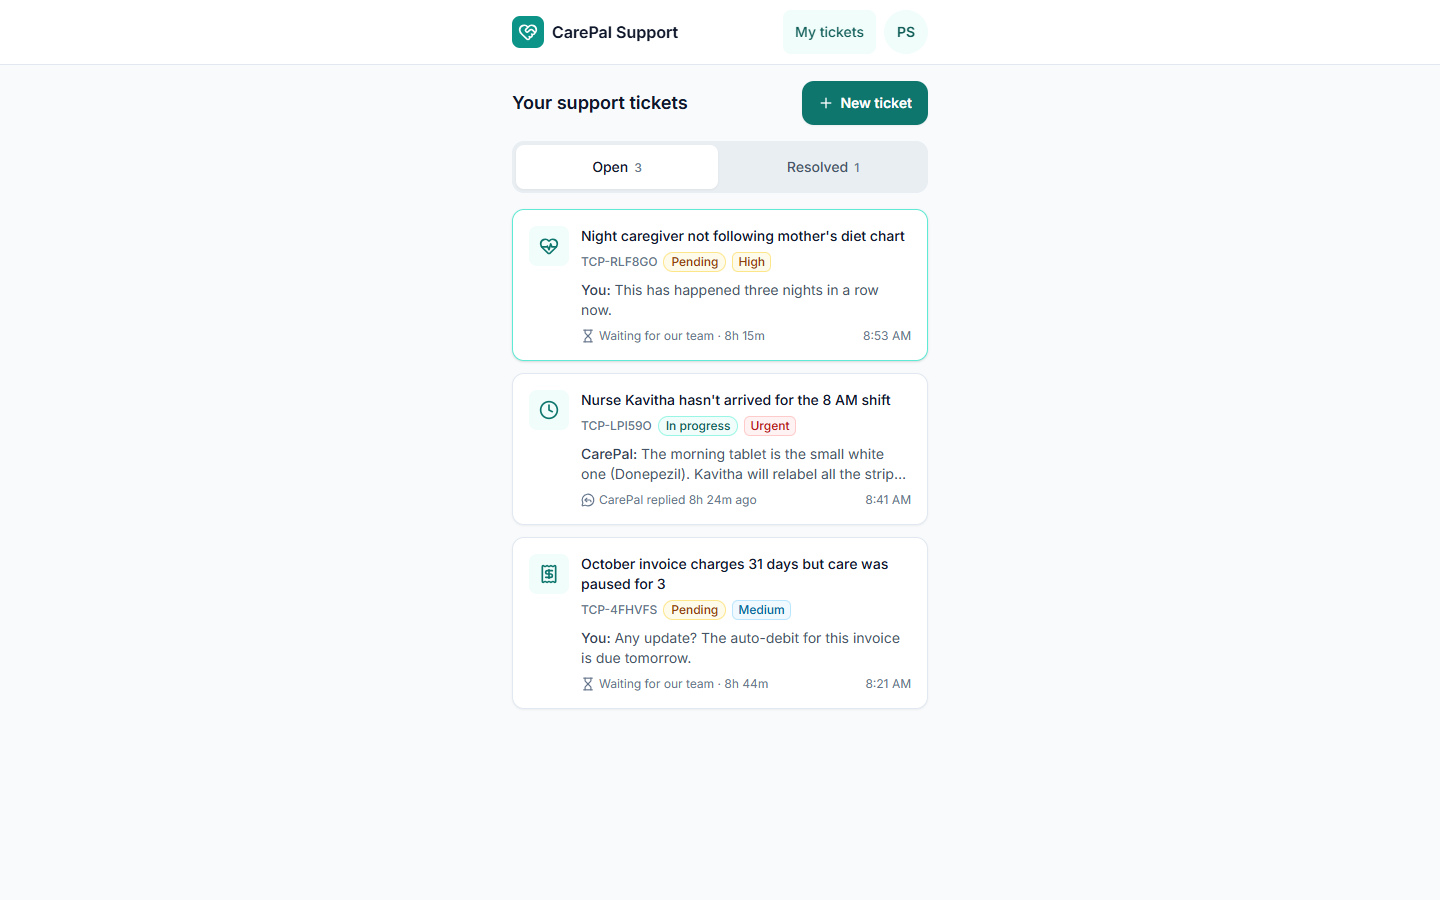 CarePal Support
My tickets
PS
Your support tickets
New ticket
Open 3
Resolved 1
Night caregiver not following mother's diet chart
TCP-RLF8GO Pending High
You: This has happened three nights in a row
now.
Waiting for our team · 8h 15m 8:53 AM
Nurse Kavitha hasn't arrived for the 8 AM shift
TCP-LPI59O In progress Urgent
CarePal: The morning tablet is the small white
one (Donepezil). Kavitha will relabel all the strip...
CarePal replied 8h 24m ago 8:41 AM
October invoice charges 31 days but care was
paused for 3
TCP-4FHVFS Pending Medium
You: Any update? The auto-debit for this invoice
is due tomorrow.
Waiting for our team · 8h 44m 8:21 AM